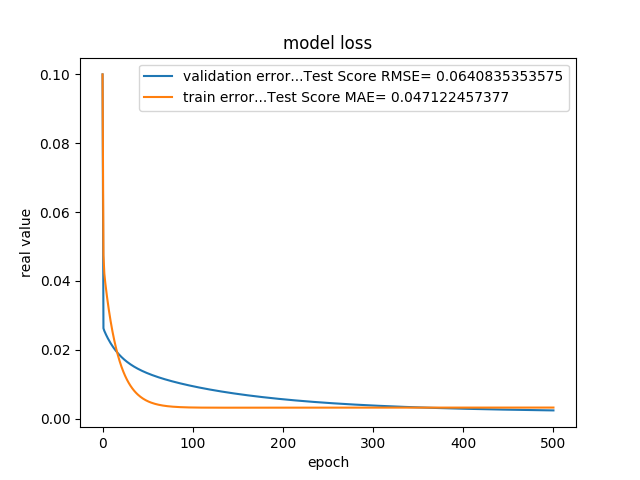 model loss
validation error...Test Score RMSE= 0.0640835353575
train error...Test Score MAE= 0.047122457377
real value
0.10
0.08
0.06
0.04
0.02
0.00
0 100 200 300 400 500
epoch